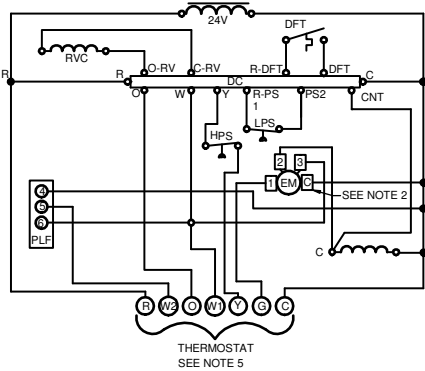 24V
DFT
RVC
R
O-RV
C-RV
R-DFT
DFT
R
DC
C
O
W
Y
R-PS
1
PS2
CNT
LPS
HPS
2
3
1
EM
C
SEE NOTE 2
4
5
6
PLF
C
R
W2
O
W1
Y
G
C
THERMOSTAT
SEE NOTE 5